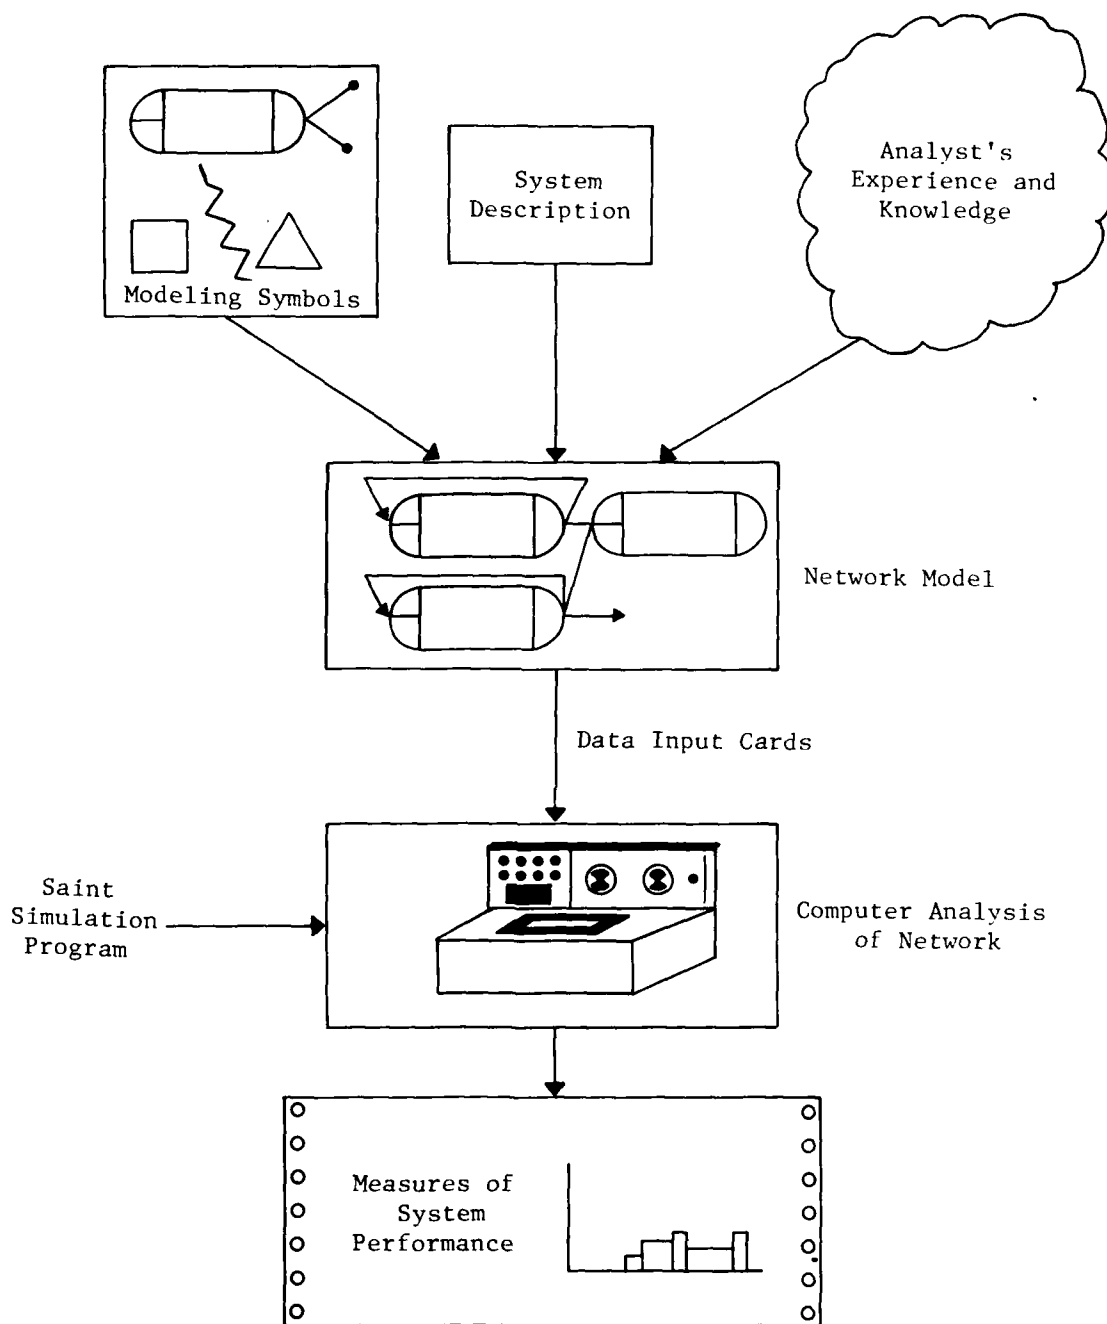 Modeling Symbols
System
Description
Analyst's
Experience and
Knowledge
Network Model
Data Input Cards
Saint
Simulation
Program
Computer Analysis
of Network
Measures of
System
Performance